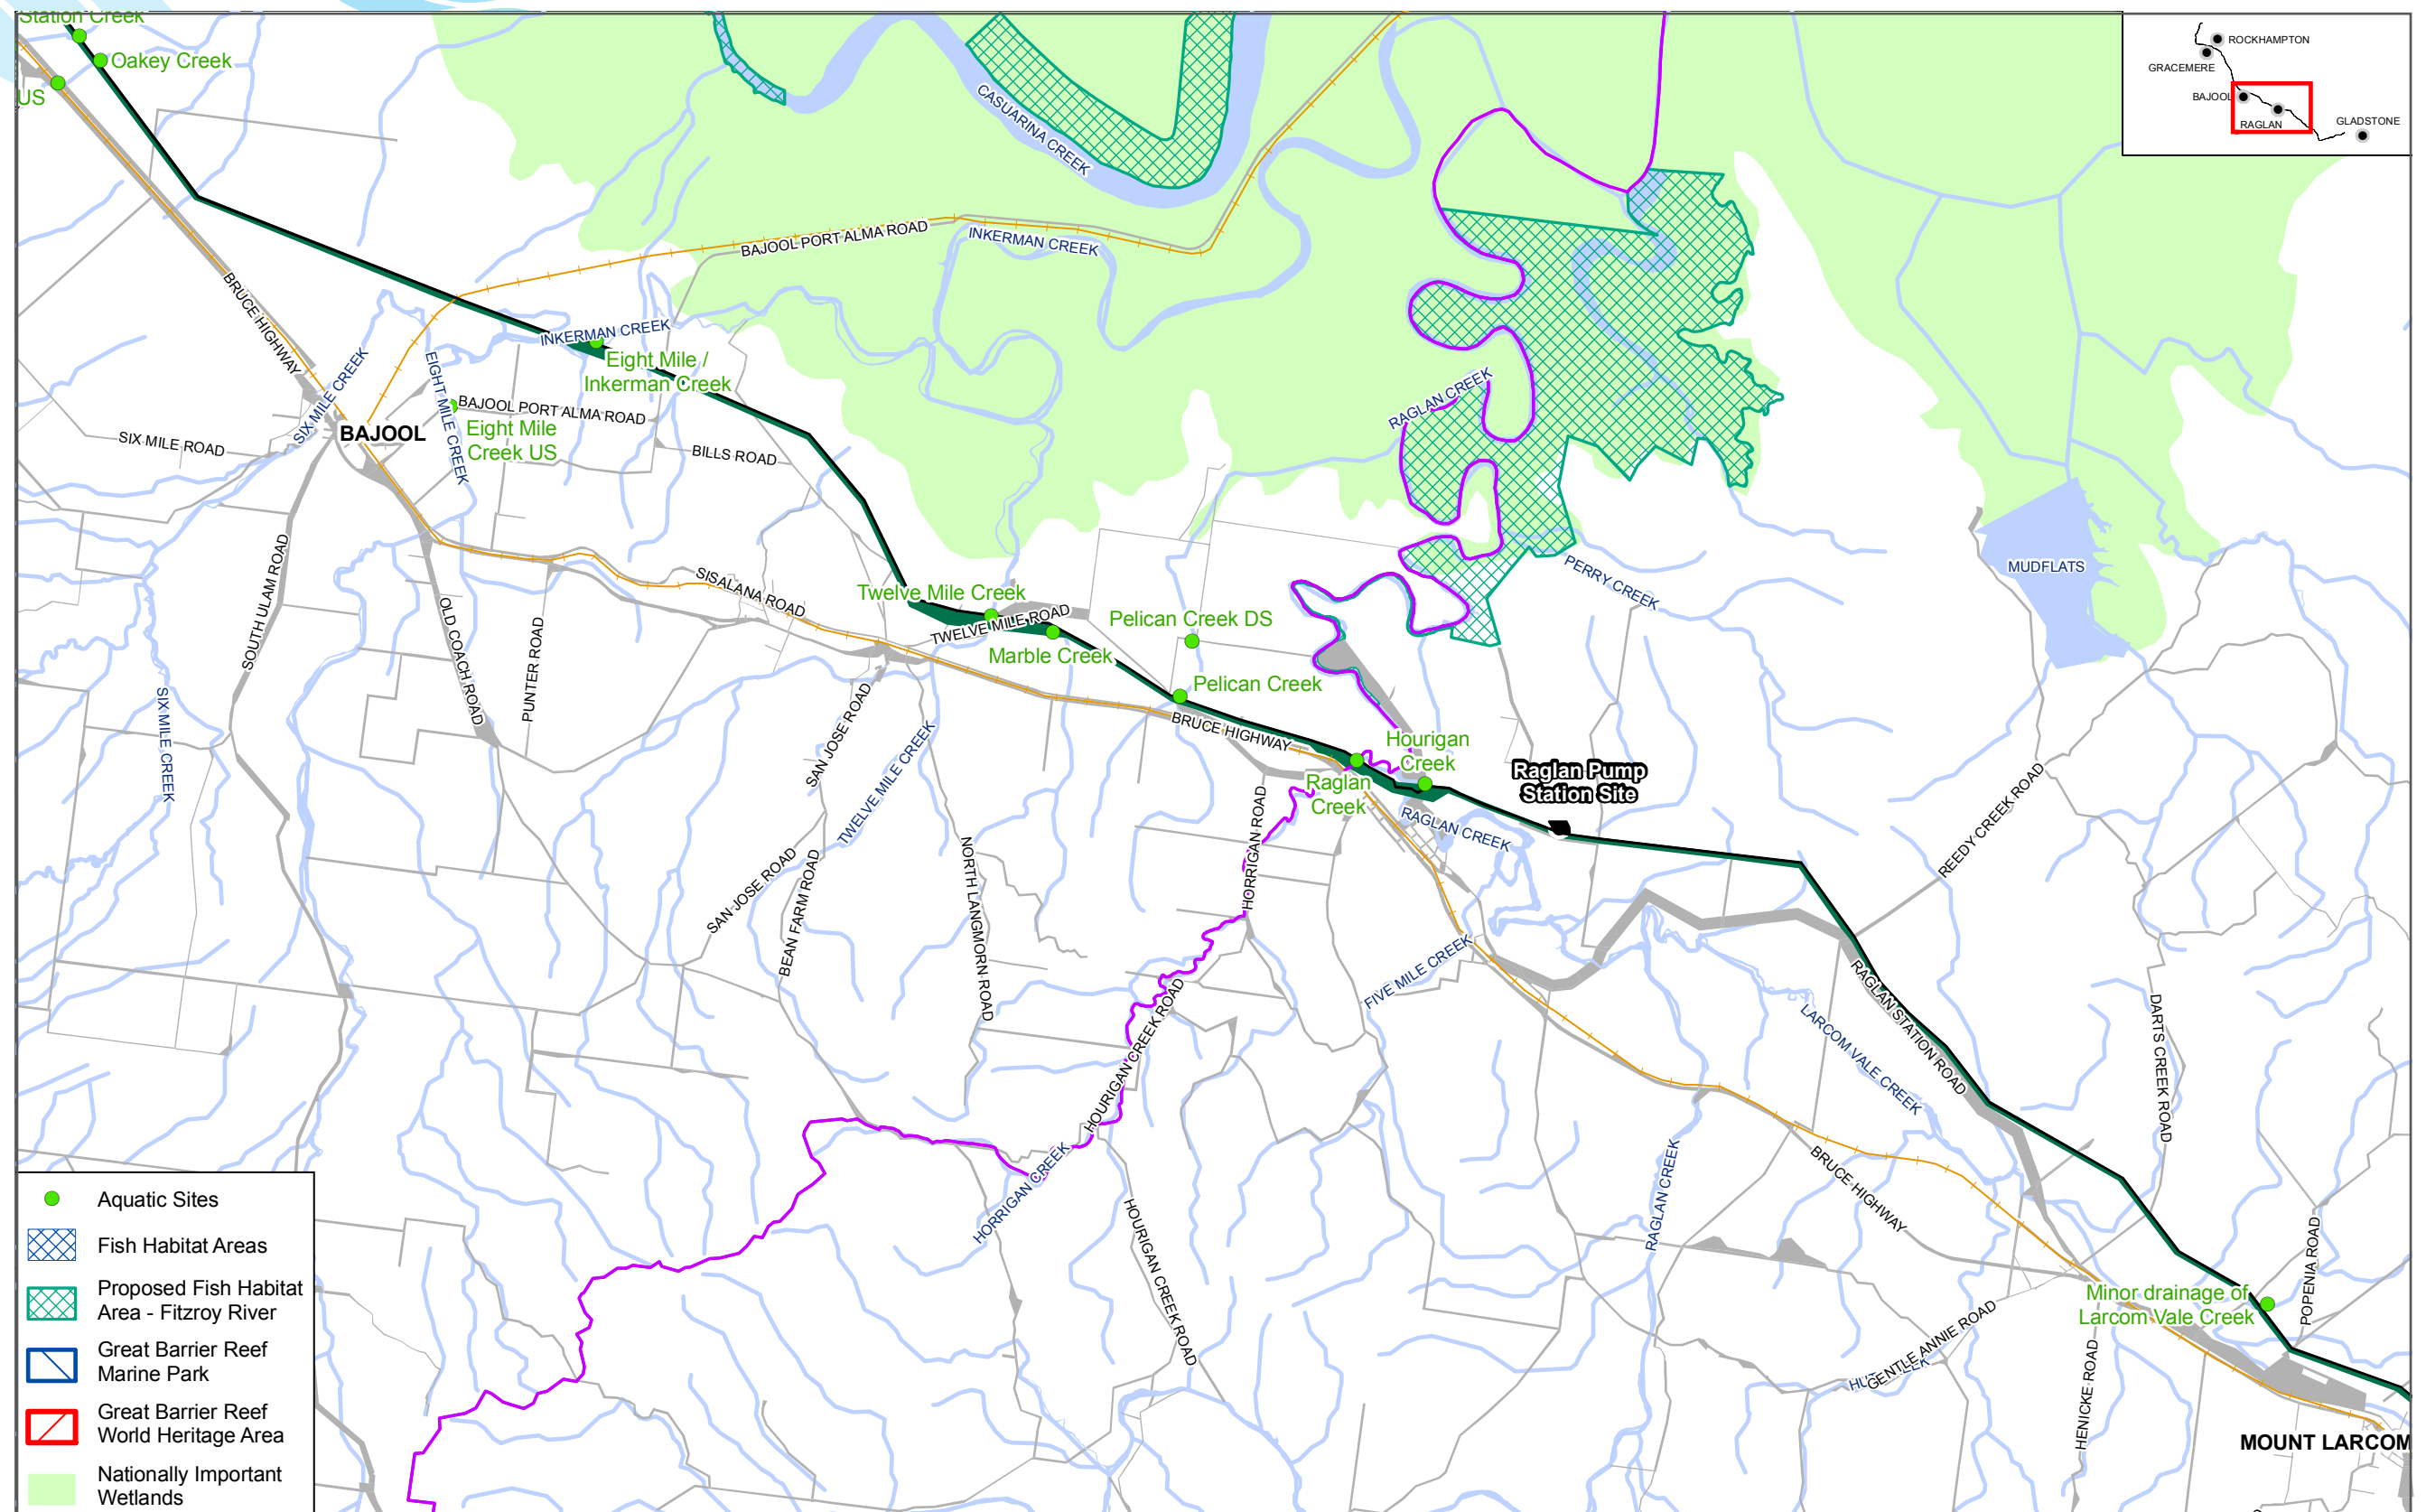 Station Creek
Oakey Creek
US
ROCKHAMPTON
GRACEMERE
BAJOOL
RAGLAN
GLADSTONE
CASUARINA CREEK
BAJOOL PORT ALMA ROAD
INKERMAN CREEK
BRUCE HIGHWAY
INKERMAN CREEK
Eight Mile /
Inkerman Creek
SIX MILE CREEK
EIGHT MILE CREEK
BAJOOL PORT ALMA ROAD
RAGLAN CREEK
BAJOOL
Eight Mile
Creek US
SIX MILE ROAD
BILLS ROAD
MUDFLATS
PERRY CREEK
SOUTH ULAM ROAD
SISALANA ROAD
Twelve Mile Creek
TWELVE MILE ROAD
Pelican Creek DS
OLD COACH ROAD
PUNTER ROAD
Marble Creek
Pelican Creek
SIX MILE CREEK
SAN JOSE ROAD
TWELVE MILE CREEK
BRUCE HIGHWAY
Hourigan
Creek
Raglan
Creek
Raglan Pump
Station Site
RAGLAN CREEK
REEDY CREEK ROAD
HORRIGAN ROAD
SAN JOSE ROAD
BEAN FARM ROAD
NORTH LANGMORN ROAD
FIVE MILE CREEK
RAGLAN STATION ROAD
LARCOM VALE CREEK
DARTS CREEK ROAD
HOURIGAN CREEK ROAD
HORRIGAN CREEK
HOURIGAN CREEK ROAD
RAGLAN CREEK
BRUCE HIGHWAY
POPENIA ROAD
Minor drainage of
Larcom Vale Creek
GENTLE ANNIE ROAD
HENICKE ROAD
MOUNT LARCOM
Aquatic Sites
Fish Habitat Areas
Proposed Fish Habitat
Area - Fitzroy River
Great Barrier Reef
Marine Park
Great Barrier Reef
World Heritage Area
Nationally Important
Wetlands